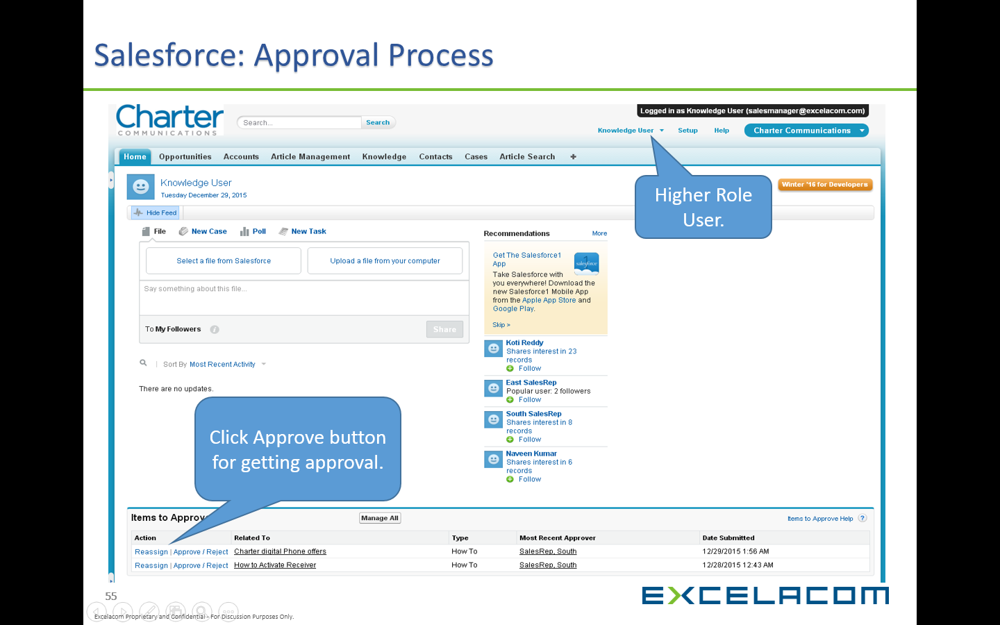 Salesforce: Approval Process
Charter
COMMUNICATIONS
Search...
Search
Logged in as Knowledge User (salesmanager@excelacom.com)
Knowledge User
Setup
Help
Charter Communications
Home
Opportunities
Accounts
Article Management
Knowledge
Contacts
Cases
Article Search
Knowledge User
Tuesday December 29, 2015
Higher Role
User.
Winter '16 for Developers
Hide Feed
File
New Case
Poll
New Task
Select a file from Salesforce
Upload a file from your computer
Say something about this file...
To My Followers
Share
Sort By Most Recent Activity
There are no updates.
Recommendations
More
Get The Salesforce1
App
salesforce
Take Salesforce with
you everywhere! Download the
new Salesforce1 Mobile App
from the Apple App Store and
Google Play.
Skip >
Koti Reddy
Shares interest in 23
records
Follow
East SalesRep
Popular user: 2 followers
Follow
South SalesRep
Shares interest in 8
records
Follow
Naveen Kumar
Shares interest in 6
records
Follow
Click Approve button
for getting approval.
Items to Approv
Manage All
Items to Approve Help ?
Action Related To Type Most Recent Approver Date Submitted
Reassign | Approve / Reject Charter digital Phone offers How To SalesRep, South 12/29/2015 1:56 AM
Reassign | Approve / Reject How to Activate Receiver How To SalesRep, South 12/28/2015 12:43 AM
55
EXCELACOM
Excelacom Proprietary and Confidential - For Discussion Purposes Only.